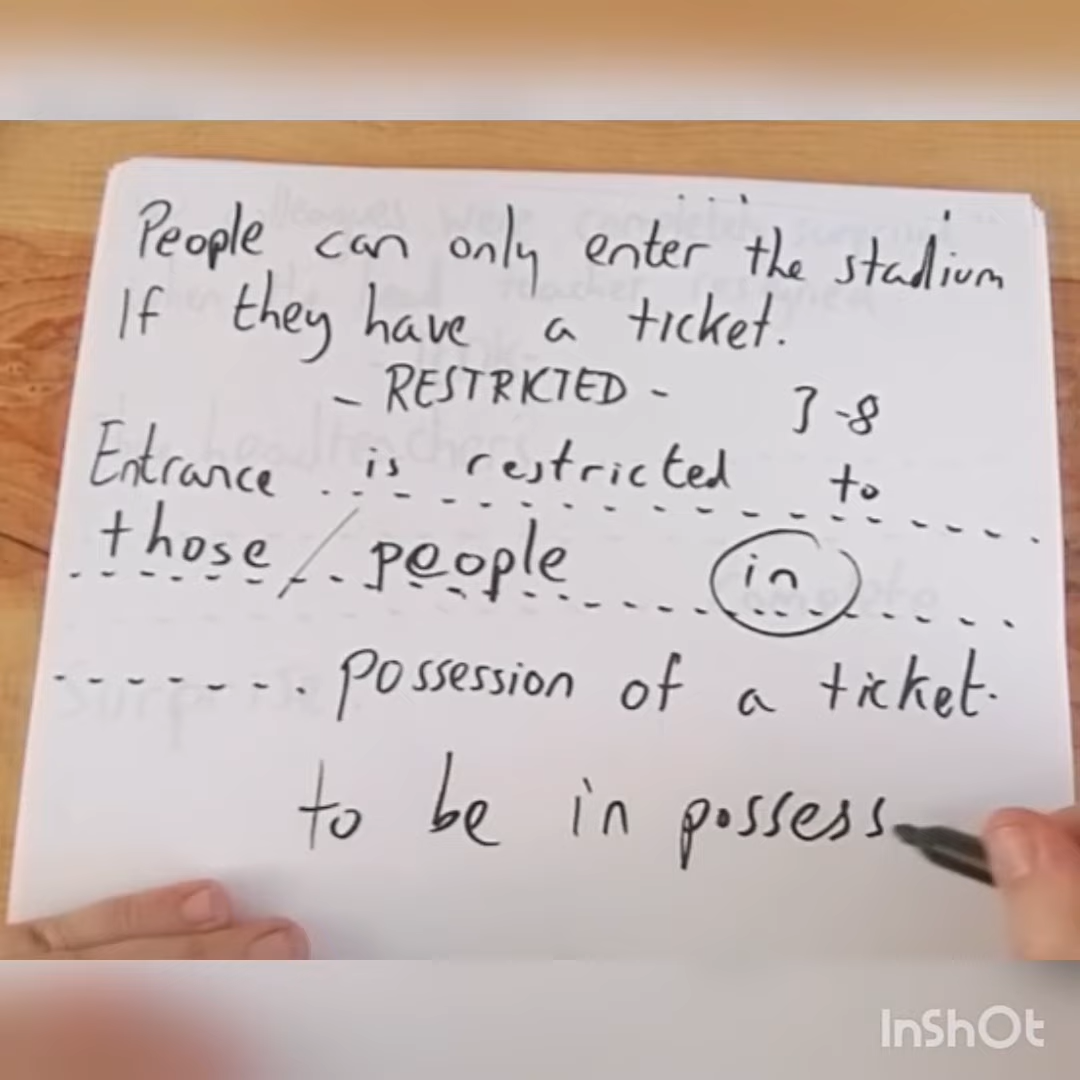 People can only enter the stadium
If they have a ticket.
- RESTRICTED - 3-8
Entrance is restricted to
those / people in
possession of a ticket.
to be in possess
InShOt